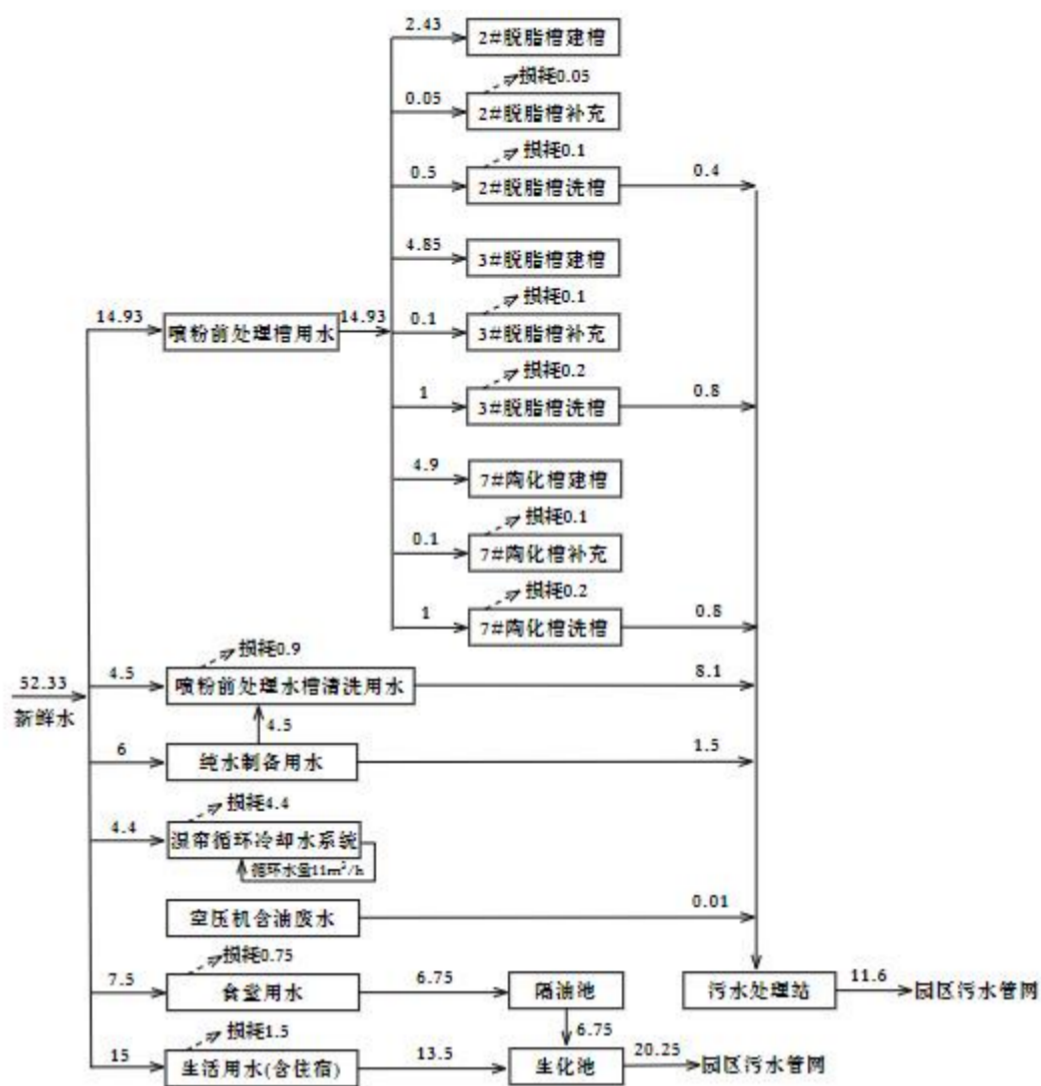 2.43
2#脱脂槽建槽
损耗0.05
0.05
2#脱脂槽补充
损耗0.1
0.5
2#脱脂槽洗槽
0.4
4.85
3#脱脂槽建槽
损耗0.1
14.93
喷粉前处理槽用水
14.93
0.1
3#脱脂槽补充
损耗0.2
1
3#脱脂槽洗槽
0.8
4.9
7#陶化槽建槽
损耗0.1
0.1
7#陶化槽补充
损耗0.2
1
7#陶化槽洗槽
0.8
损耗0.9
52.33
新鲜水
4.5
喷粉前处理水槽清洗用水
8.1
4.5
6
纯水制备用水
1.5
损耗4.4
4.4
湿帘循环冷却水系统
循环水量11m³/h
空压机含油废水
0.01
损耗0.75
7.5
食堂用水
6.75
隔油池
污水处理站
11.6
园区污水管网
6.75
损耗1.5
15
生活用水(含住宿)
13.5
生化池
20.25
园区污水管网